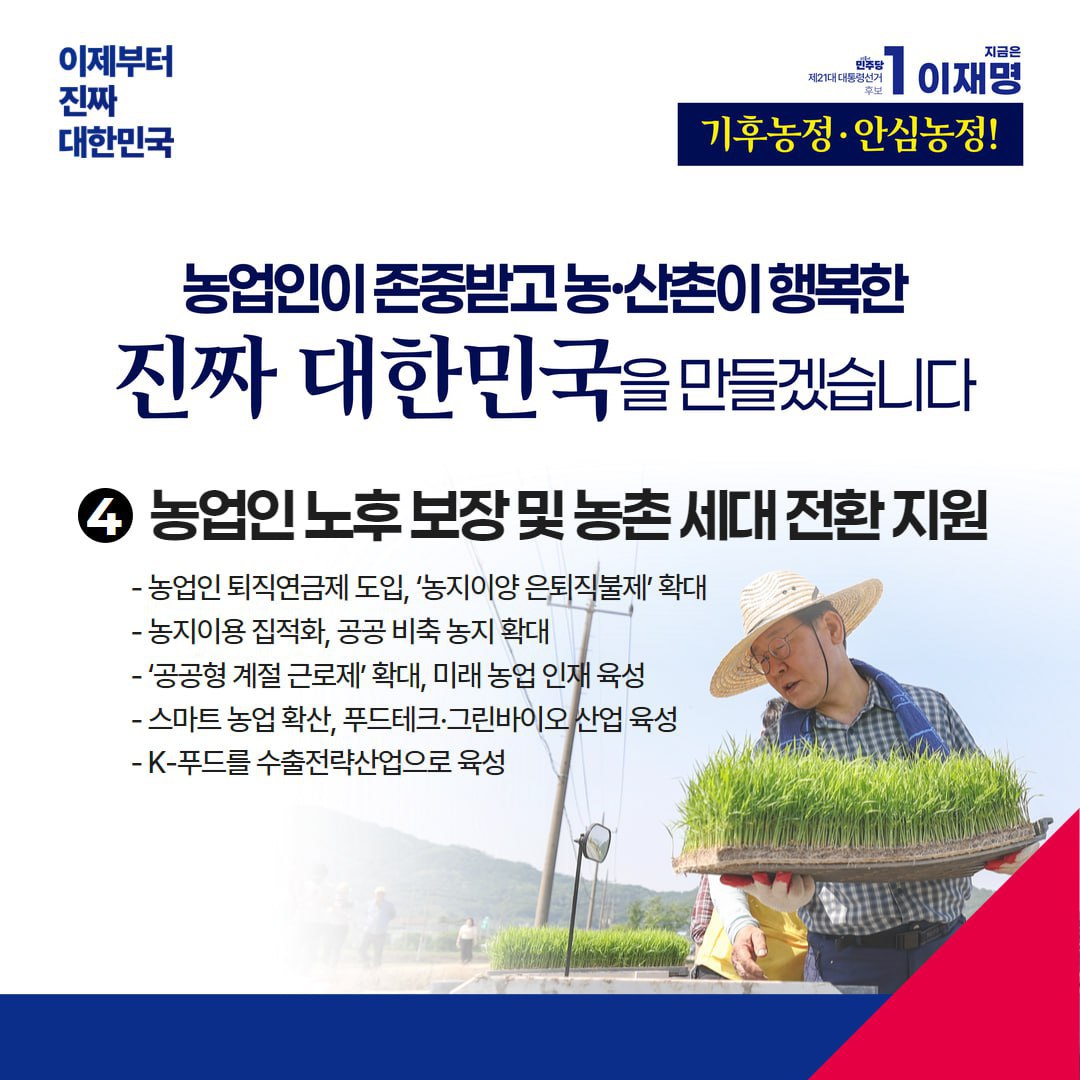 이제부터
진짜
대한민국
더불어
민주당
제21대 대통령선거
후보
1
지금은
이재명
기후농정·안심농정!
농업인이 존중받고 농·산촌이 행복한
진짜 대한민국을 만들겠습니다
4 농업인 노후 보장 및 농촌 세대 전환 지원
- 농업인 퇴직연금제 도입, ‘농지이양 은퇴직불제’ 확대
- 농지이용 집적화, 공공 비축 농지 확대
- ‘공공형 계절 근로제’ 확대, 미래 농업 인재 육성
- 스마트 농업 확산, 푸드테크·그린바이오 산업 육성
- K-푸드를 수출전략산업으로 육성